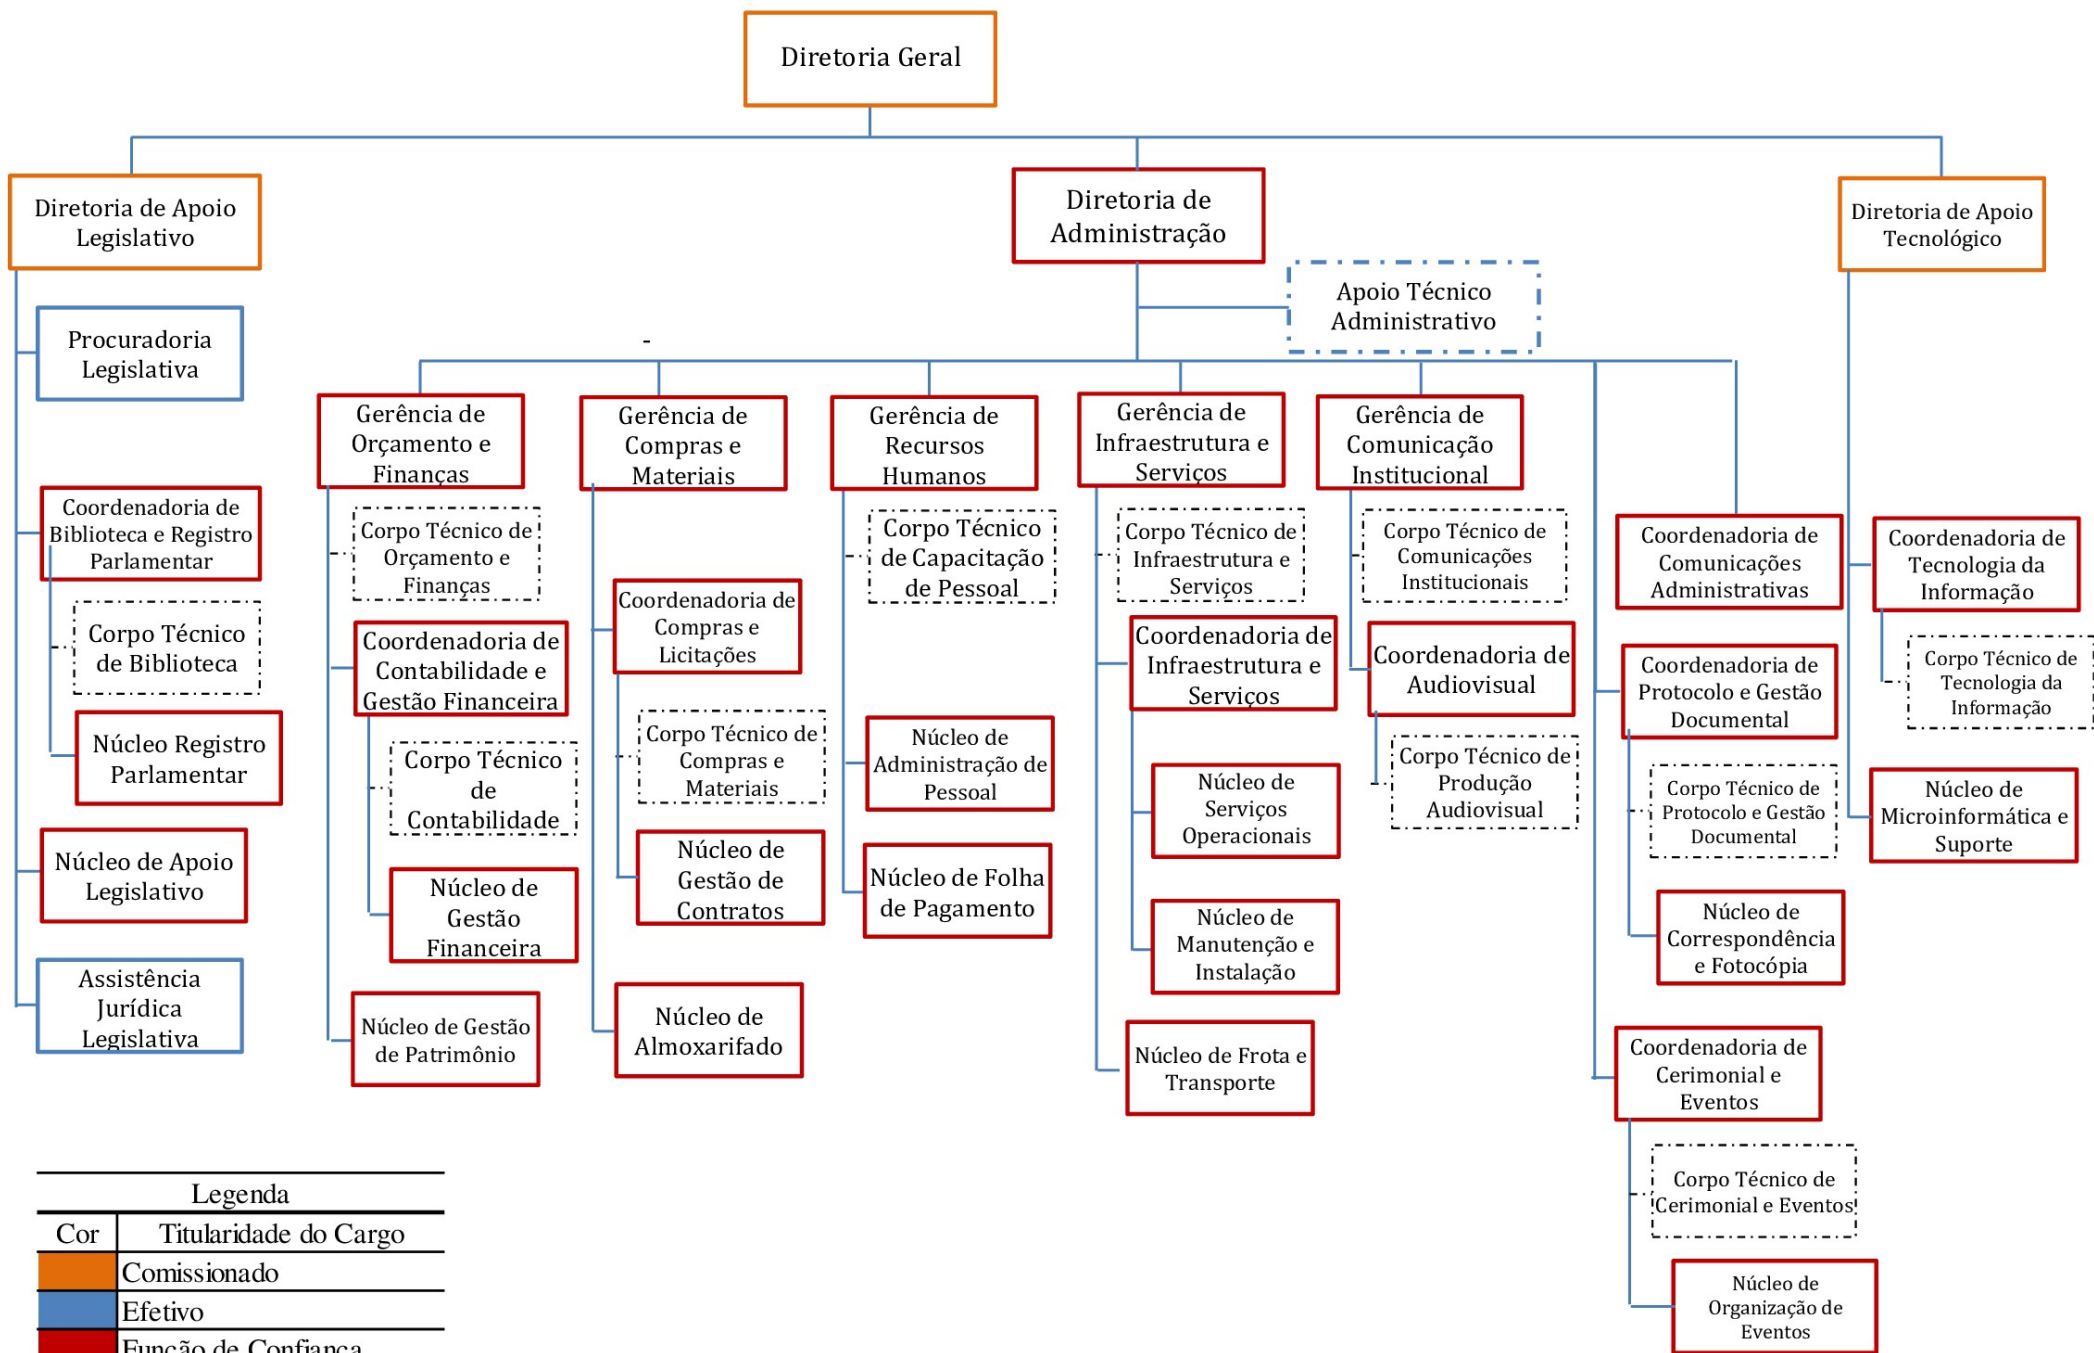 Diretoria Geral
Diretoria de Apoio
Legislativo
Diretoria de
Administração
Diretoria de Apoio
Tecnológico
Apoio Técnico
Administrativo
-
Procuradoria
Legislativa
Coordenadoria de
Biblioteca e Registro
Parlamentar
Corpo Técnico
de Biblioteca
Núcleo Registro
Parlamentar
Núcleo de Apoio
Legislativo
Assistência
Jurídica
Legislativa
Gerência de
Orçamento e
Finanças
Corpo Técnico de
Orçamento e
Finanças
Coordenadoria de
Contabilidade e
Gestão Financeira
Corpo Técnico
de
Contabilidade
Núcleo de
Gestão
Financeira
Núcleo de Gestão
de Patrimônio
Gerência de
Compras e
Materiais
Coordenadoria de
Compras e
Licitações
Corpo Técnico de
Compras e
Materiais
Núcleo de
Gestão de
Contratos
Núcleo de
Almoxarifado
Gerência de
Recursos
Humanos
Corpo Técnico
de Capacitação
de Pessoal
Núcleo de
Administração de
Pessoal
Núcleo de Folha
de Pagamento
Gerência de
Infraestrutura e
Serviços
Corpo Técnico de
Infraestrutura e
Serviços
Coordenadoria de
Infraestrutura e
Serviços
Núcleo de
Serviços
Operacionais
Núcleo de
Manutenção e
Instalação
Núcleo de Frota e
Transporte
Gerência de
Comunicação
Institucional
Corpo Técnico de
Comunicações
Institucionais
Coordenadoria de
Audiovisual
Corpo Técnico de
Produção
Audiovisual
Coordenadoria de
Comunicações
Administrativas
Coordenadoria de
Protocolo e Gestão
Documental
Corpo Técnico de
Protocolo e Gestão
Documental
Núcleo de
Correspondência
e Fotocópia
Coordenadoria de
Cerimonial e
Eventos
Corpo Técnico de
Cerimonial e Eventos
Núcleo de
Organização de
Eventos
Coordenadoria de
Tecnologia da
Informação
Corpo Técnico de
Tecnologia da
Informação
Núcleo de
Microinformática e
Suporte
Legenda
Cor Titularidade do Cargo
Comissionado
Efetivo
Função de Confiança